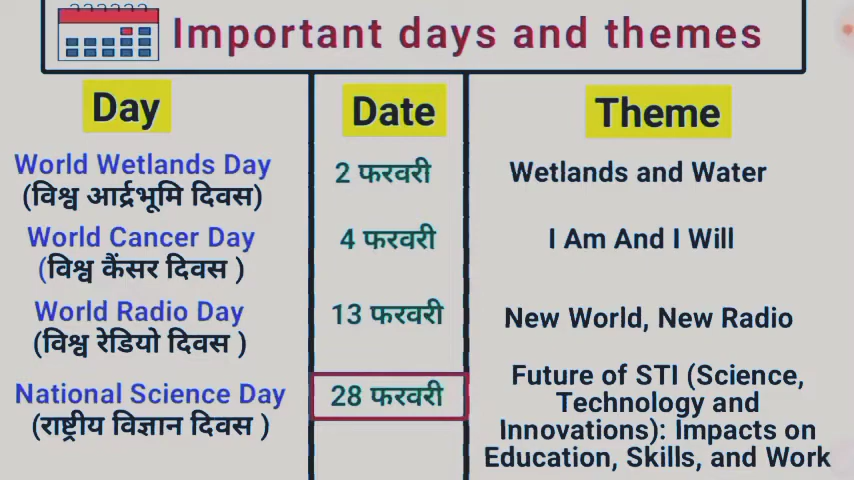 Important days and themes
Day Date Theme
World Wetlands Day
(विश्व आर्द्रभूमि दिवस)
2 फरवरी
Wetlands and Water
World Cancer Day
(विश्व कैंसर दिवस )
4 फरवरी
I Am And I Will
World Radio Day
(विश्व रेडियो दिवस )
13 फरवरी
New World, New Radio
National Science Day
(राष्ट्रीय विज्ञान दिवस )
28 फरवरी
Future of STI (Science,
Technology and
Innovations): Impacts on
Education, Skills, and Work